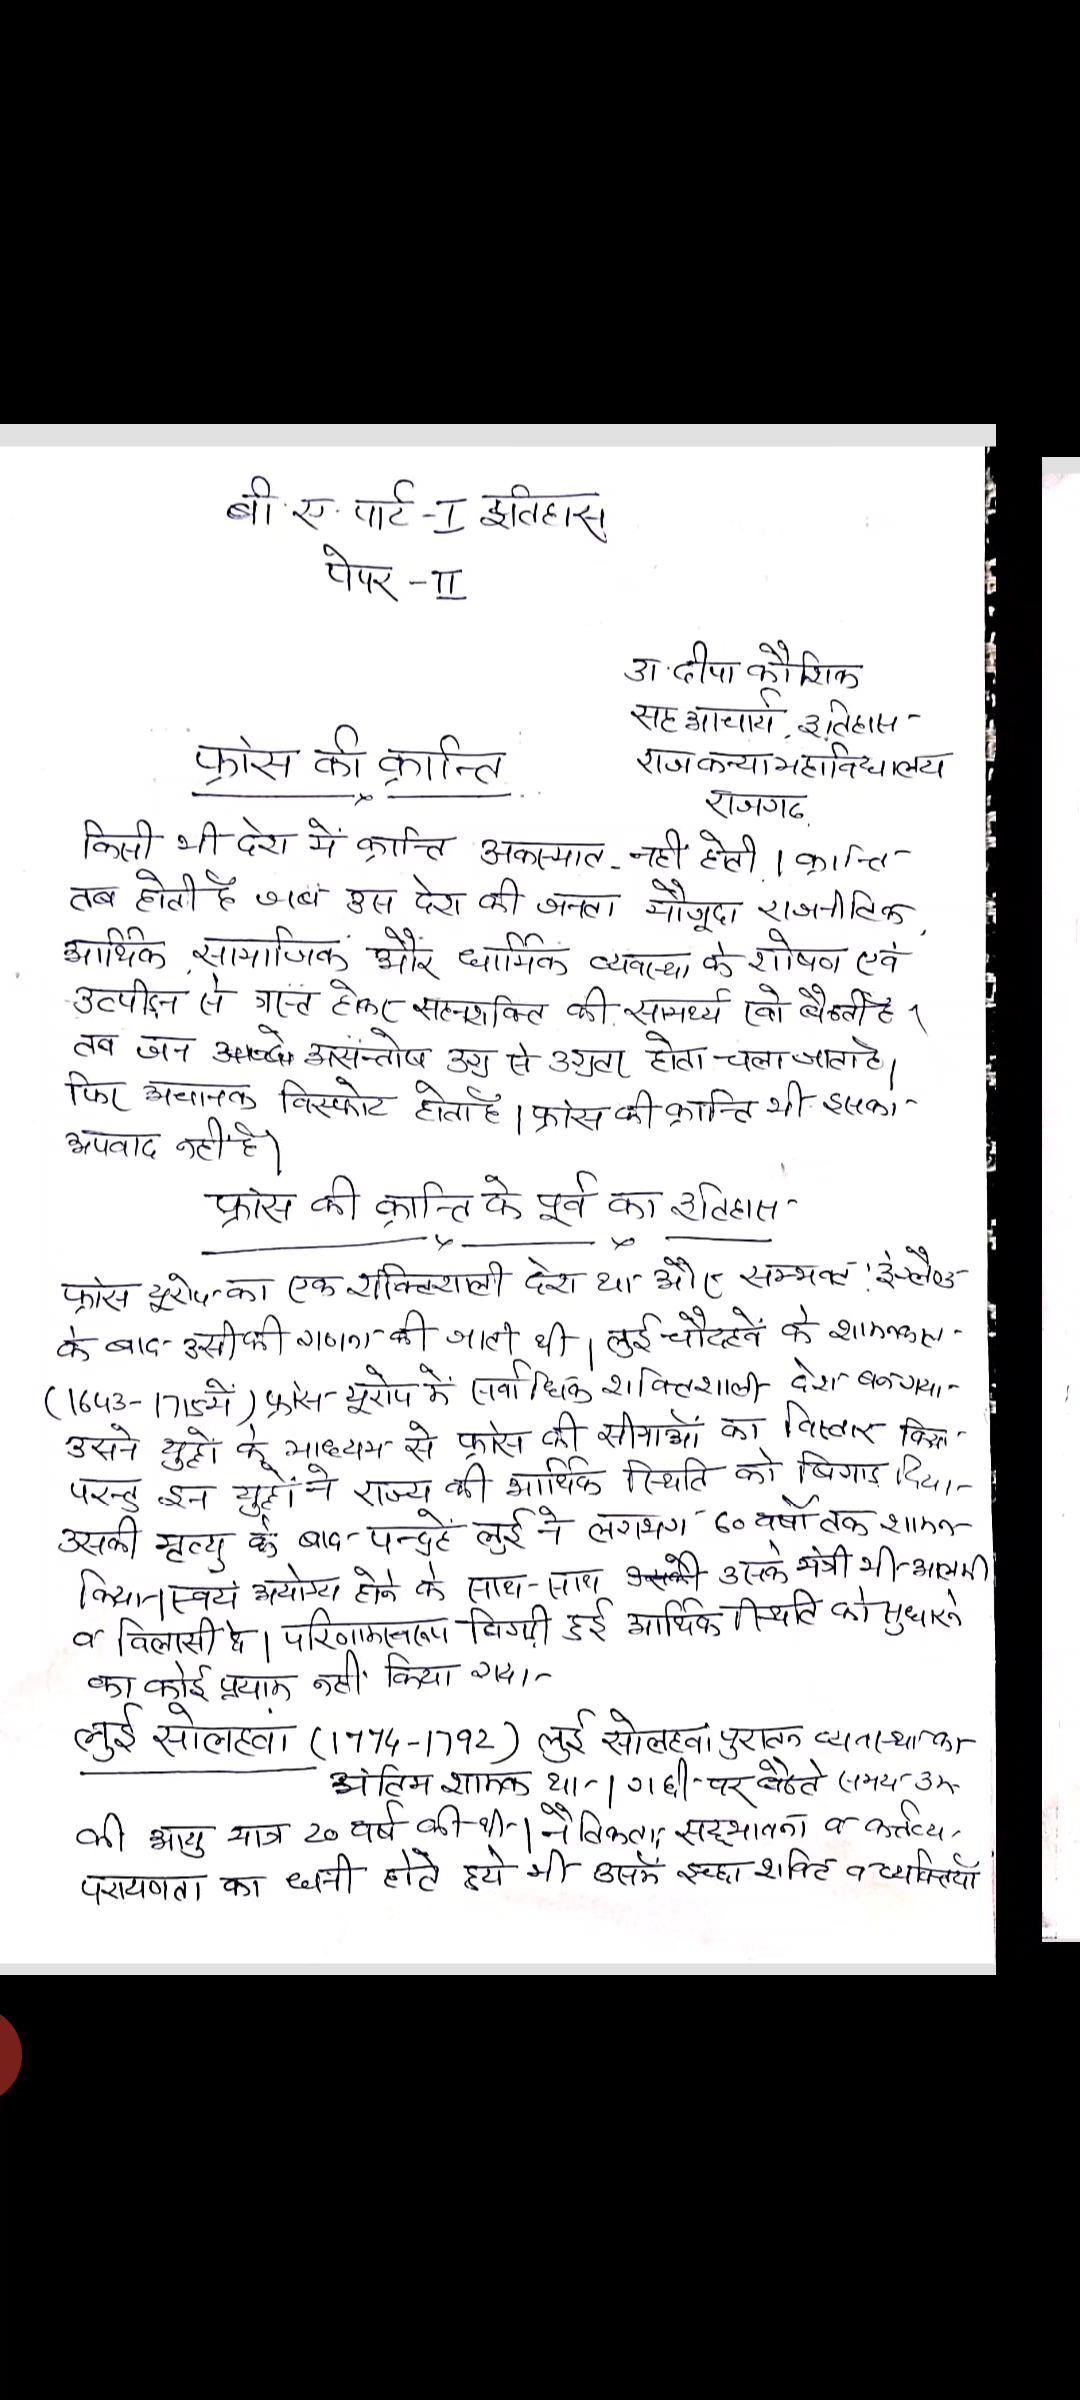 बी.ए. पार्ट-I इतिहास
पेपर-II
डा.दीपा कौशिक
सह आचार्य, इतिहास
राज कन्या महाविद्यालय
राजगढ
फ्रांस की क्रान्ति
किसी भी देश में क्रान्ति अकस्मात नहीं होती। क्रान्ति
तब होती है जब उस देश की जनता मौजूदा राजनीतिक,
आर्थिक, सामाजिक और धार्मिक व्यवस्था के शोषण एवं
उत्पीड़न से त्रस्त होकर सहनशक्ति की सामर्थ्य खो बैठती है।
तब जन असंन्तोष उग्र से उग्रतर होता चला जाता है।
फिर अचानक विस्फोट होता है। फ्रांस की क्रान्ति भी इसका
अपवाद नहीं है।
फ्रांस की क्रान्ति के पूर्व का इतिहास
फ्रांस यूरोप का एक शक्तिशाली देश था और सम्भवतः इंग्लैण्ड
के बाद उसी की गणना की जाती थी। लुई चौदहवें के शासनकाल
(1643-1715 में) फ्रांस यूरोप में सर्वाधिक शक्तिशाली देश बन गया
उसने युद्दों के माध्यम से फ्रांस की सीमाओं का विस्तार किया
परन्तु इन युद्दों ने राज्य की आर्थिक स्थिति को बिगाड़ दिया।
उसकी मृत्यु के बाद पन्द्रहें लुई ने लगभग 60 वर्षों तक शासन
किया। स्वयं अयोग्य होने के साथ-साथ उसके मंत्री भी आलसी
व विलासी थे। परिणामस्वरूप बिगड़ी हुई आर्थिक स्थिति को सुधारने
का कोई प्रयास नहीं किया गया।
लुई सोलहवां (1774-1792) लुई सोलहवां पुरातन व्यवस्था का
अंतिम शासक था। गद्दी पर बैठते समय उस
की आयु मात्र 20 वर्ष की थी। नैतिकता, सद्भावना व कर्त्तव्य
परायणता का धनी होते हुये भी उसमें इच्छा शक्ति व व्यक्तियों